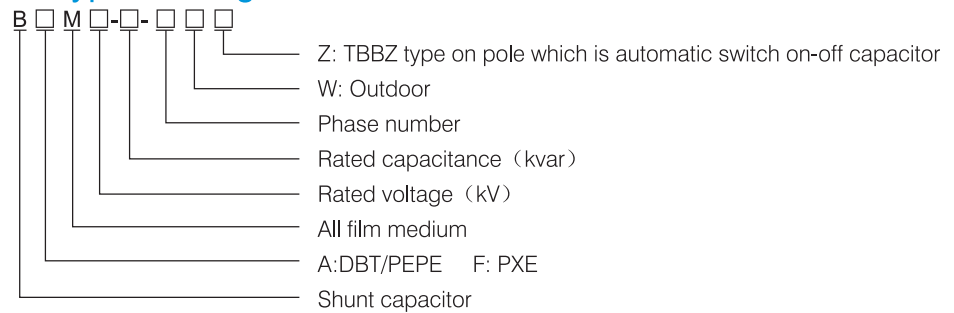 B □ M □-□-□ □ □
Z: TBBZ type on pole which is automatic switch on-off capacitor
W: Outdoor
Phase number
Rated capacitance（kvar）
Rated voltage（kV）
All film medium
A:DBT/PEPE F: PXE
Shunt capacitor